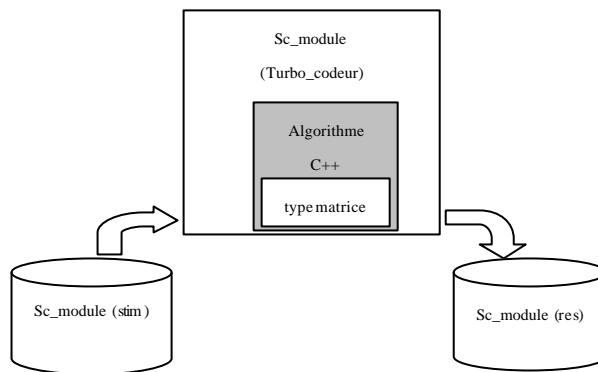 Sc_module
(Turbo_codeur)
Algorithme
C++
type matrice
Sc_module (stim)
Sc_module (res)